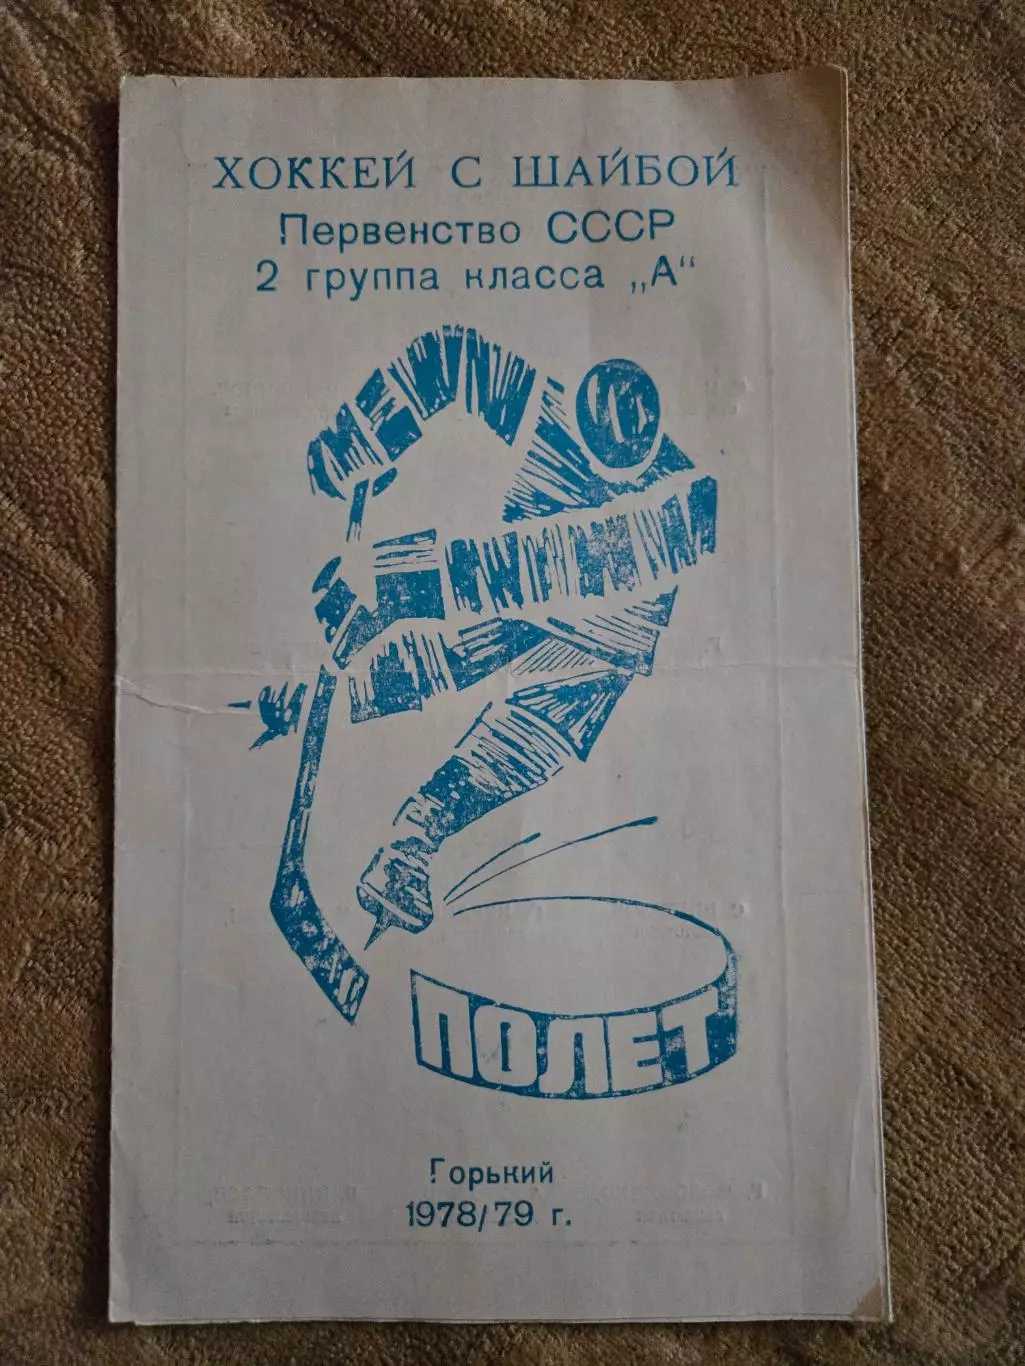 ХОККЕЙ С ШАЙБОЙ
Первенство СССР
2 группа класса „А“
ПОЛЕТ
Горький
1978/79 г.